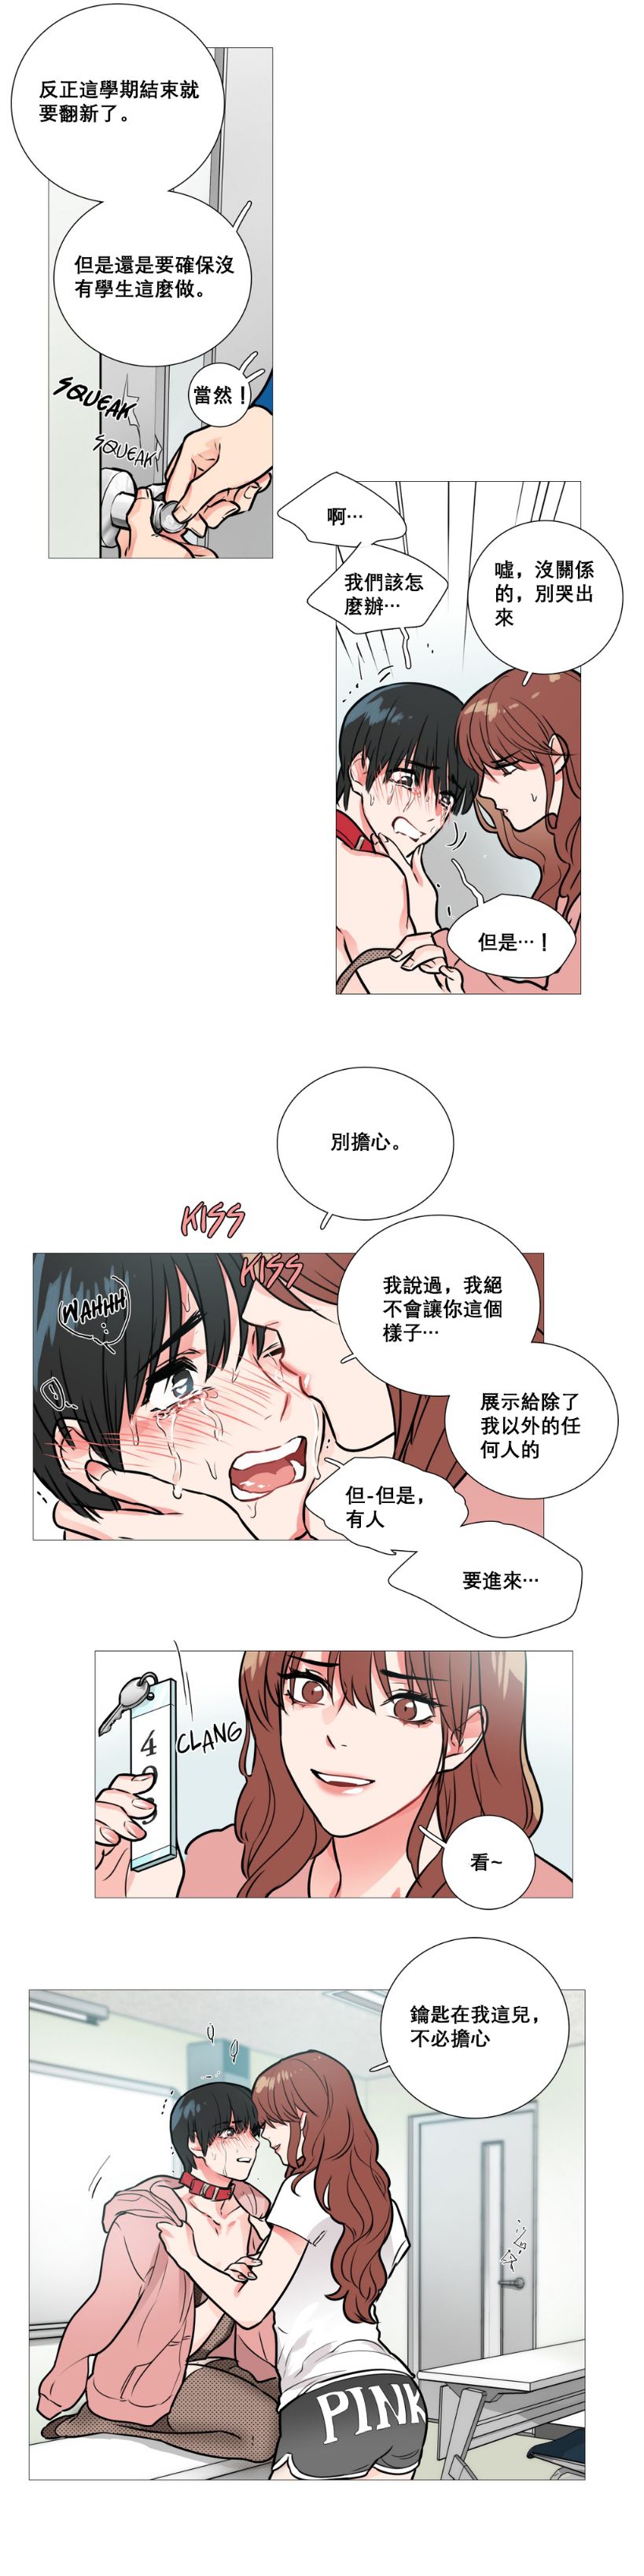 反正這學期結束就
要翻新了。
但是還是要確保沒
有學生這麼做。
當然！
SQUEAK
SQUEAK
啊…
我們該怎
麼辦…
噓，沒關係
的，別哭出
來
但是…！
別擔心。
KISS
KISS
WAHHH
我說過，我絕
不會讓你這個
樣子…
展示給除了
我以外的任
何人的
但-但是，
有人
要進來…
CLANG
看~
鑰匙在我這兒，
不必擔心
PINK